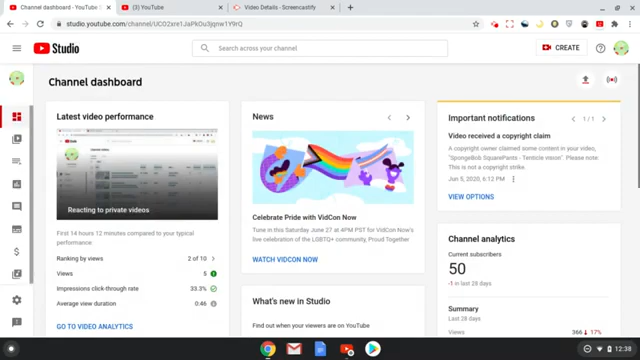 Channel dashboard - YouTube S
(3) YouTube
Video Details - Screencastify
studio.youtube.com/channel/UCO2xre1JaPkOu3jqnw1Y9RQ
Studio
Search across your channel
CREATE
Channel dashboard
Latest video performance
Reacting to private videos
First 14 hours 12 minutes compared to your typical
performance:
Ranking by views
2 of 10
Views
5
Impressions click-through rate
33.3%
Average view duration
0:46
GO TO VIDEO ANALYTICS
News
Celebrate Pride with VidCon Now
Tune in this Saturday June 27 at 4PM PST for VidCon Now's
live celebration of the LGBTQ+ community, Proud Together
WATCH VIDCON NOW
What's new in Studio
Find out when your viewers are on YouTube
Important notifications
1 / 1
Video received a copyright claim
A copyright owner claimed some content in your video,
"SpongeBob SquarePants - Tenticle vision". Please note:
This is not a copyright strike.
Jun 5, 2020, 6:12 PM
VIEW OPTIONS
Channel analytics
Current subscribers
50
-1 in last 28 days
Summary
Last 28 days
Views
366
17%
12:38